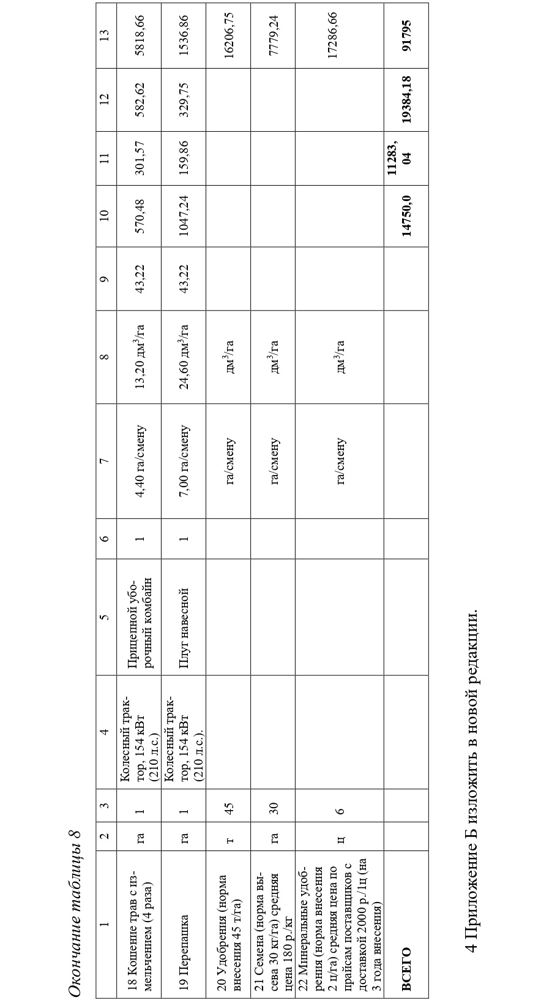 Окончание таблицы 8
1 2 3 4 5 6 7 8 9 10 11 12 13
18 Кошение трав с из-
мельчением (4 раза)
га
1
Колесный трак-
тор, 154 кВт
(210 л.с.)
Прицепной убо-
рочный комбайн
1
4,40 га/смену
13,20 дм³/га
43,22
570,48
301,57
582,62
5818,66
19 Перепашка
га
1
Колесный трак-
тор, 154 кВт
(210 л.с.).
Плуг навесной
1
7,00 га/смену
24,60 дм³/га
43,22
1047,24
159,86
329,75
1536,86
20 Удобрения (норма
внесения 45 т/га)
т
45
га/смену
дм³/га
16206,75
21 Семена (норма вы-
сева 30 кг/га) средняя
цена 180 р./кг
га
30
га/смену
дм³/га
7779,24
22 Минеральные удоб-
рения (норма внесения
2 ц/га) средняя цена по
прайсам поставщиков с
доставкой 2000 р./1ц (на
3 года внесения)
ц
6
га/смену
дм³/га
17286,66
ВСЕГО
14750,0
11283,
04
19384,18
91795
4 Приложение Б изложить в новой редакции.